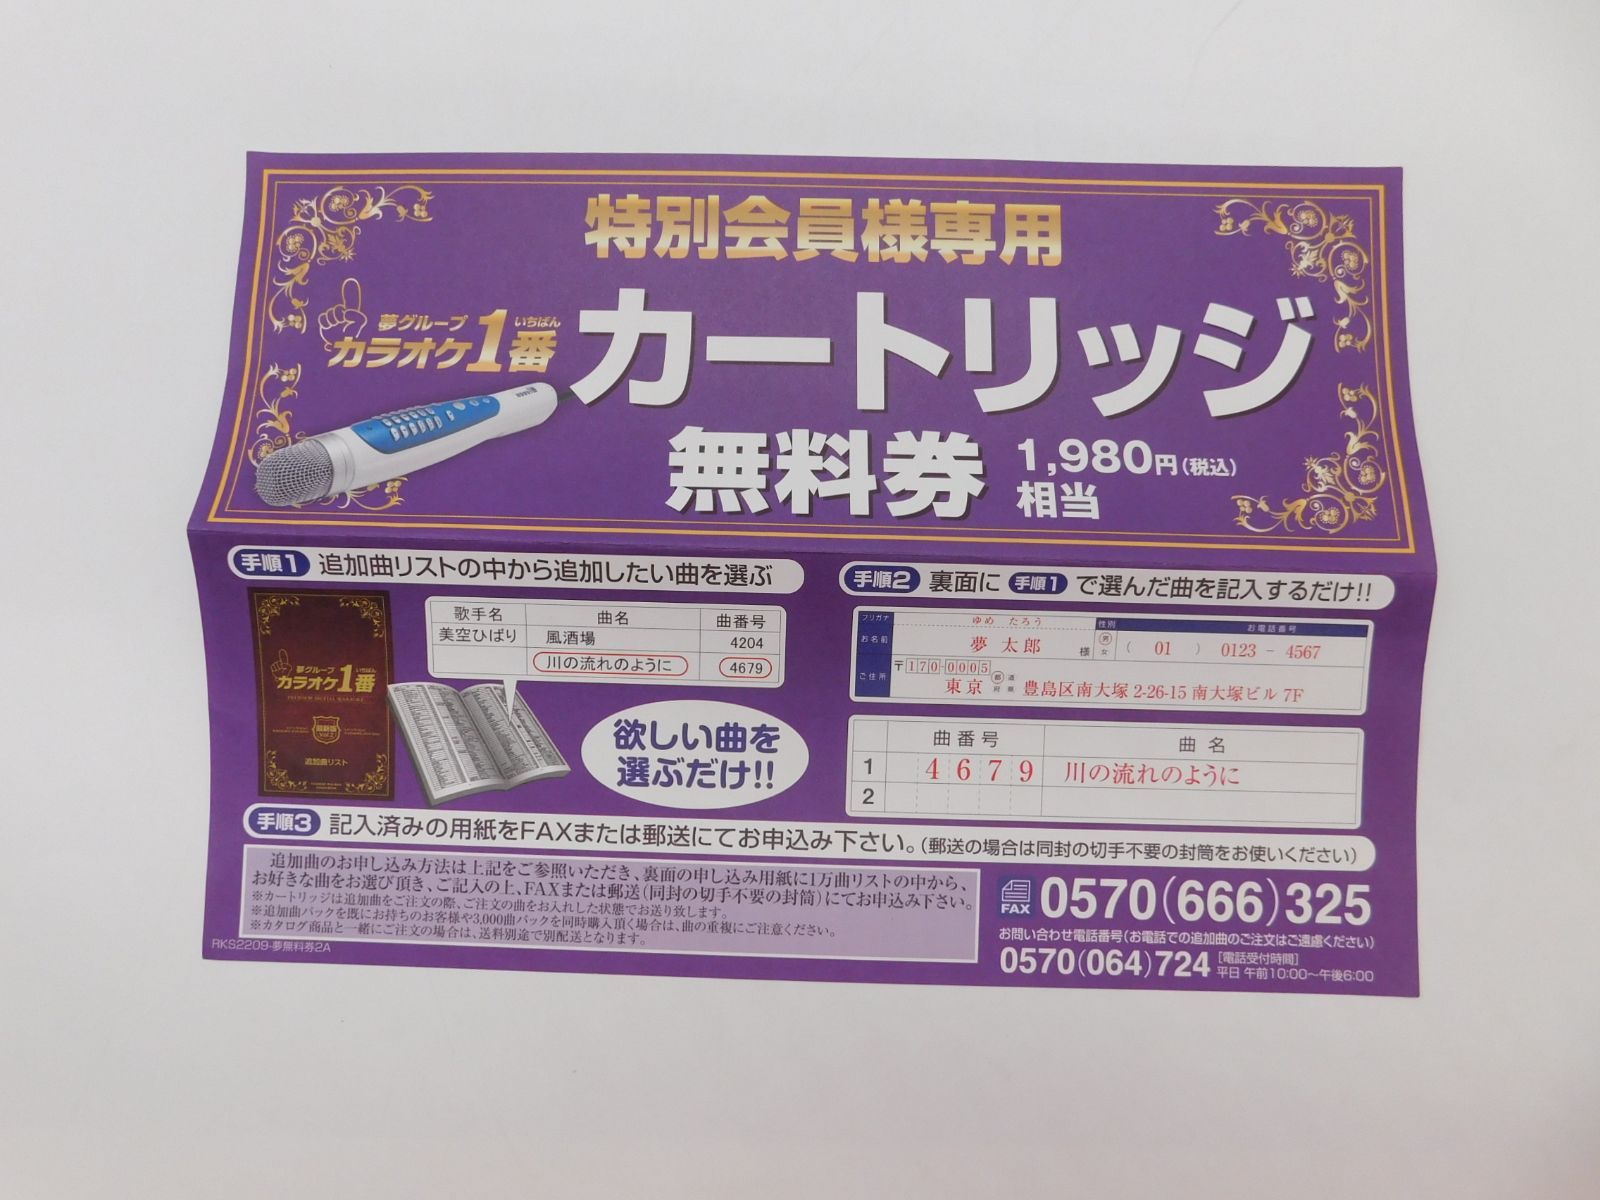 特別会員様専用
夢グループ
いちばん
カラオケ1番
カートリッジ
無料券
1,980円(税込)
相当
手順1 追加曲リストの中から追加したい曲を選ぶ
歌手名 曲名 曲番号
美空ひばり 風酒場 4204
川の流れのように 4679
夢グループ
カラオケ1番
最新版
Vol.2
追加曲リスト
欲しい曲を
選ぶだけ!!
手順2 裏面に 手順1 で選んだ曲を記入するだけ!!
フリガナ ゆめ たろう 性別 お電話番号
お名前 夢 太郎 様 男 女 ( 01 ) 0123 - 4567
ご住所 〒170-0005
東京 都 道 府 県 豊島区南大塚 2-26-15 南大塚ビル 7F
曲番号 曲名
1 4679 川の流れのように
2
手順3 記入済みの用紙をFAXまたは郵送にてお申込み下さい。(郵送の場合は同封の切手不要の封筒をお使いください)
追加曲のお申し込み方法は上記をご参照いただき、裏面の申し込み用紙に1万曲リストの中から、
お好きな曲をお選び頂き、ご記入の上、FAXまたは郵送(同封の切手不要の封筒)にてお申込み下さい。
※カートリッジは追加曲をご注文の際、ご注文の曲をお入れした状態でお送り致します。
※追加曲パックを既にお持ちのお客様や3,000曲パックを同時購入頂く場合は、曲の重複にご注意ください。
※カタログ商品と一緒にご注文の場合は、送料別途で別配送となります。
RKS2209-夢無料券2A
FAX 0570(666)325
お問い合わせ電話番号(お電話での追加曲のご注文はご遠慮ください)
0570(064)724 [電話受付時間]
平日 午前10:00～午後6:00